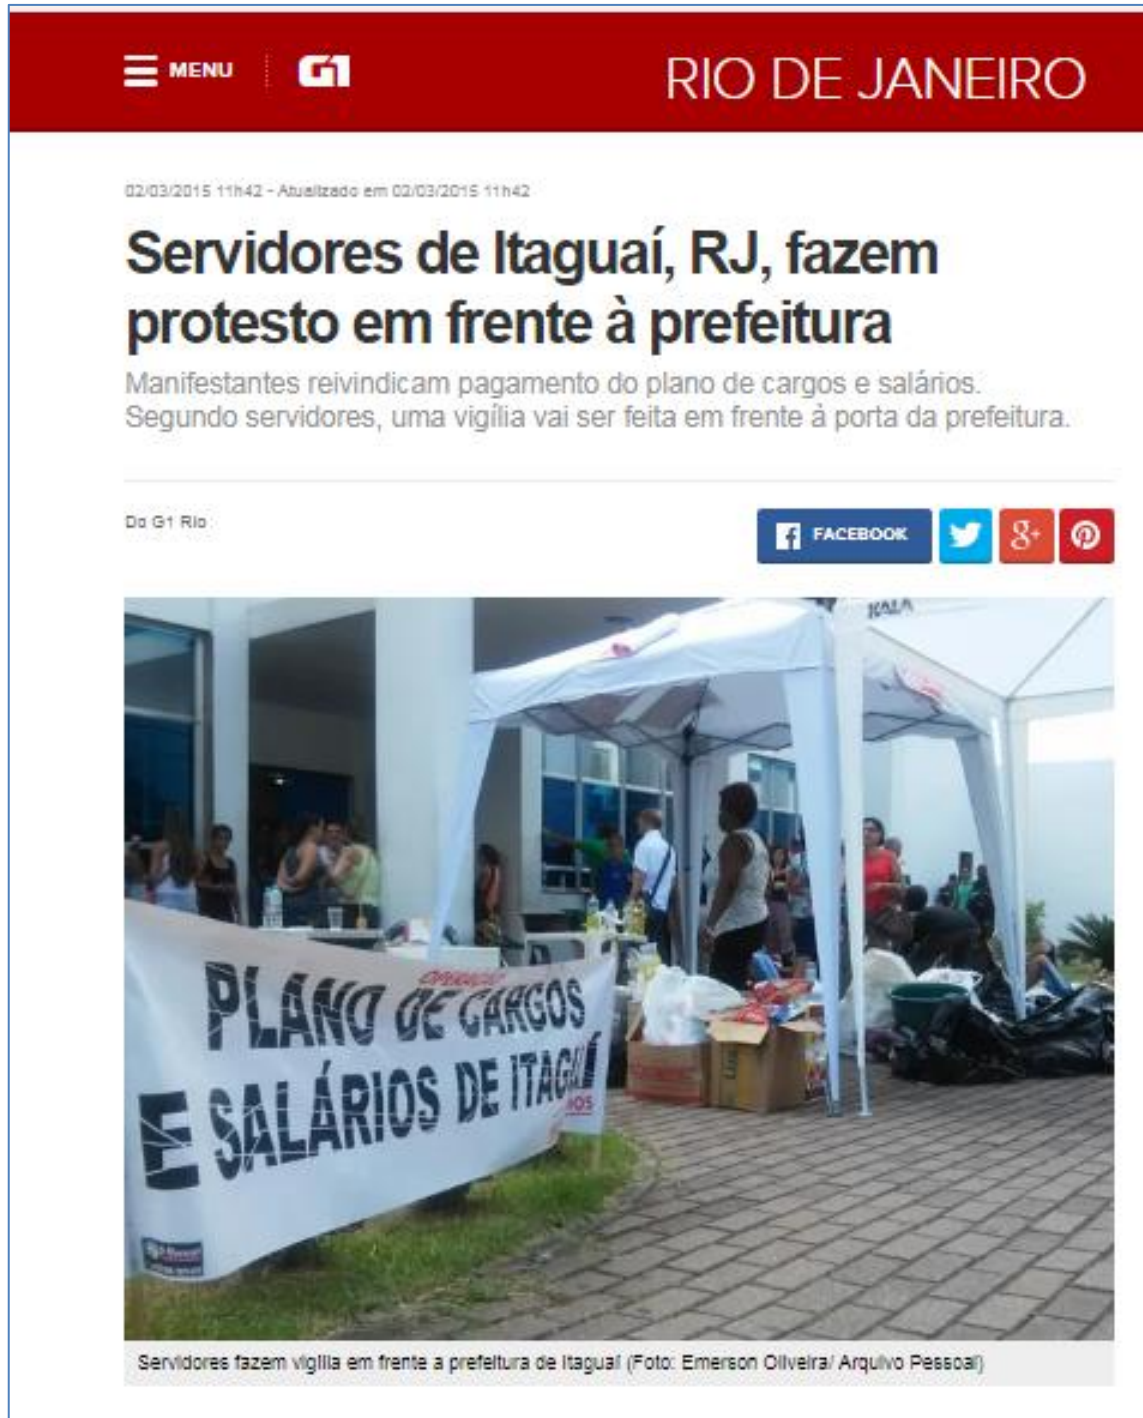 MENU
G1
RIO DE JANEIRO
02/03/2015 11h42 - Atualizado em 02/03/2015 11h42
Servidores de Itaguaí, RJ, fazem
protesto em frente à prefeitura
Manifestantes reivindicam pagamento do plano de cargos e salários.
Segundo servidores, uma vigília vai ser feita em frente à porta da prefeitura.
Do G1 Rio
FACEBOOK
g+
OPERAÇÃO
PLANO DE CARGOS
E SALÁRIOS DE ITAGUAÍ
Servidores fazem vigília em frente a prefeitura de Itaguaí (Foto: Emerson Oliveira/ Arquivo Pessoal)